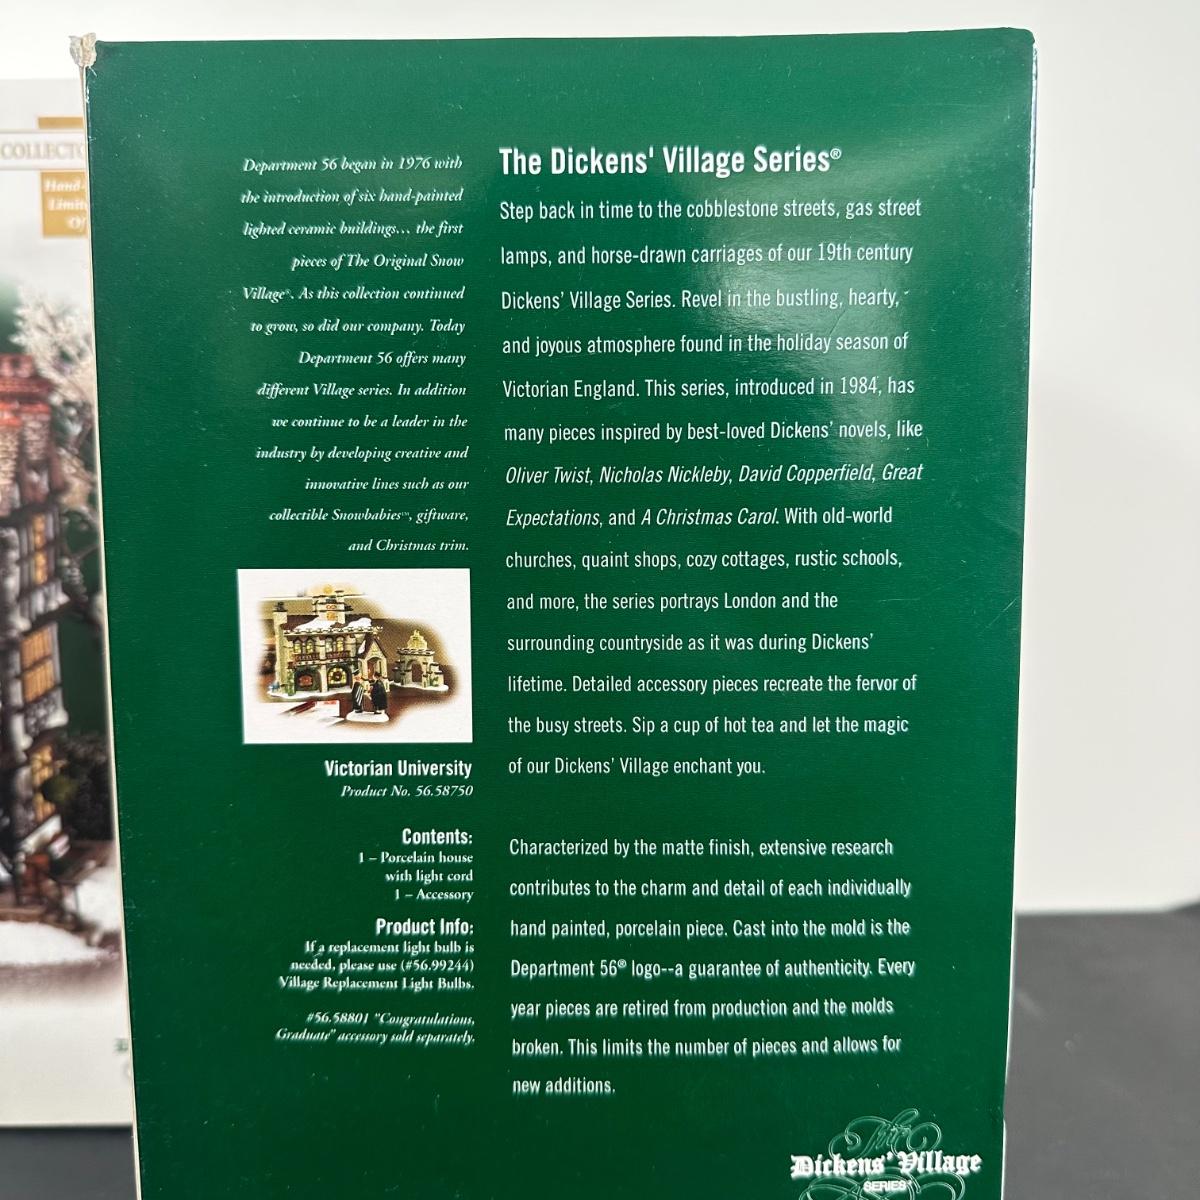 COLLECTO
Hand-
Limit
Of
Department 56 began in 1976 with
the introduction of six hand-painted
lighted ceramic buildings... the first
pieces of The Original Snow
Village®. As this collection continued
to grow, so did our company. Today
Department 56 offers many
different Village series. In addition
we continue to be a leader in the
industry by developing creative and
innovative lines such as our
collectible Snowbabies™, giftware,
and Christmas trim.
Victorian University
Product No. 56.58750
Contents:
1 – Porcelain house
with light cord
1 – Accessory
Product Info:
If a replacement light bulb is
needed, please use (#56.99244)
Village Replacement Light Bulbs.
#56.58801 "Congratulations,
Graduate" accessory sold separately.
The Dickens' Village Series®
Step back in time to the cobblestone streets, gas street
lamps, and horse-drawn carriages of our 19th century
Dickens' Village Series. Revel in the bustling, hearty,
and joyous atmosphere found in the holiday season of
Victorian England. This series, introduced in 1984, has
many pieces inspired by best-loved Dickens' novels, like
Oliver Twist, Nicholas Nickleby, David Copperfield, Great
Expectations, and A Christmas Carol. With old-world
churches, quaint shops, cozy cottages, rustic schools,
and more, the series portrays London and the
surrounding countryside as it was during Dickens'
lifetime. Detailed accessory pieces recreate the fervor of
the busy streets. Sip a cup of hot tea and let the magic
of our Dickens' Village enchant you.
Characterized by the matte finish, extensive research
contributes to the charm and detail of each individually
hand painted, porcelain piece. Cast into the mold is the
Department 56® logo--a guarantee of authenticity. Every
year pieces are retired from production and the molds
broken. This limits the number of pieces and allows for
new additions.
The
Dickens' Village
SERIES®